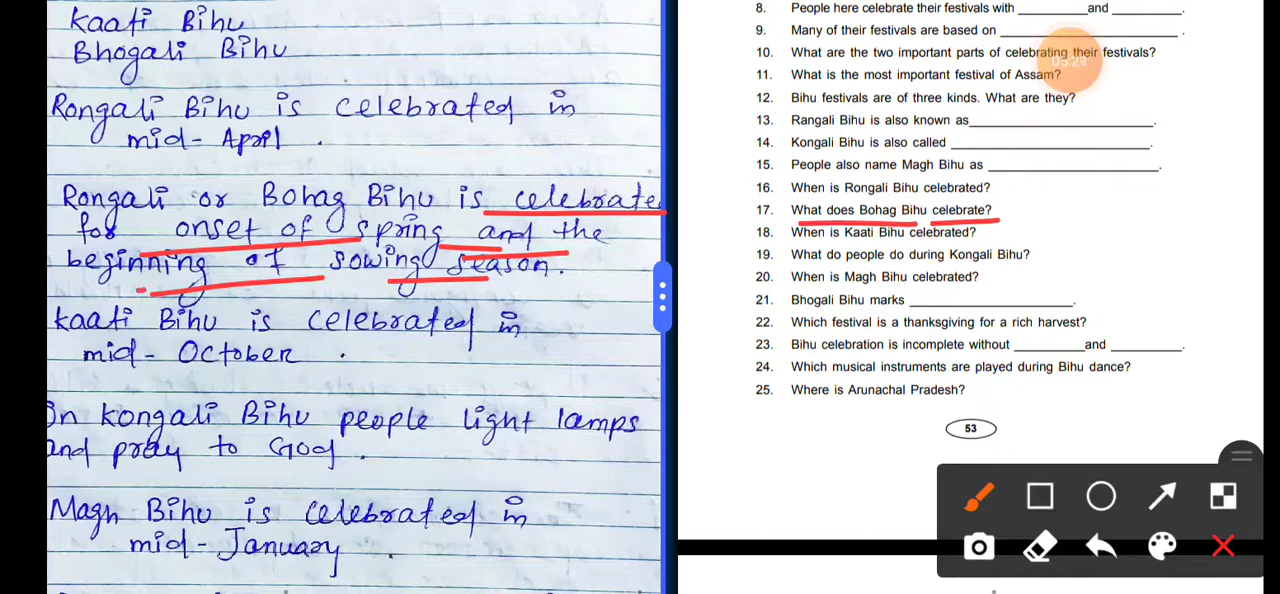 Kaati Bihu
Bhogali Bihu
Rongali Bihu is celebrated in
mid-April.
Rongali or Bohag Bihu is celebrate
for onset of spring and the
beginning of sowing season.
Kaati Bihu is celebrated in
mid-October.
In Kongali Bihu people light lamps
and pray to God.
Magh Bihu is celebrated in
mid-January.
8. People here celebrate their festivals with ________ and ________.
9. Many of their festivals are based on ____________________.
10. What are the two important parts of celebrating their festivals?
11. What is the most important festival of Assam?
12. Bihu festivals are of three kinds. What are they?
13. Rangali Bihu is also known as____________________.
14. Kongali Bihu is also called ____________________.
15. People also name Magh Bihu as ____________________.
16. When is Rongali Bihu celebrated?
17. What does Bohag Bihu celebrate?
18. When is Kaati Bihu celebrated?
19. What do people do during Kongali Bihu?
20. When is Magh Bihu celebrated?
21. Bhogali Bihu marks ____________________.
22. Which festival is a thanksgiving for a rich harvest?
23. Bihu celebration is incomplete without ________and ________.
24. Which musical instruments are played during Bihu dance?
25. Where is Arunachal Pradesh?
53